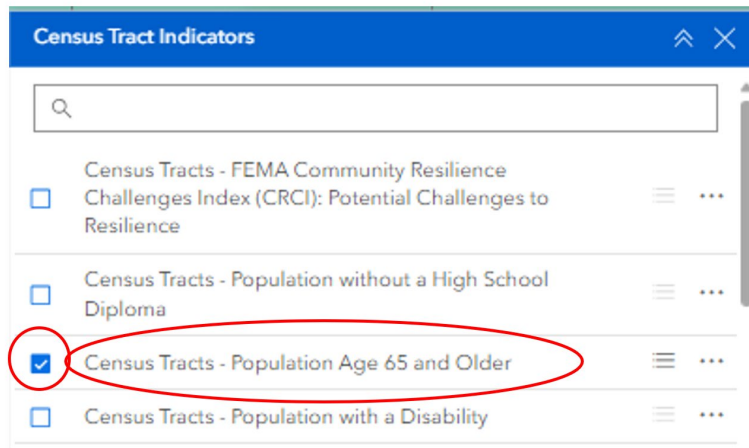 Census Tract Indicators
Census Tracts - FEMA Community Resilience
Challenges Index (CRCI): Potential Challenges to
Resilience
Census Tracts - Population without a High School
Diploma
Census Tracts - Population Age 65 and Older
Census Tracts - Population with a Disability